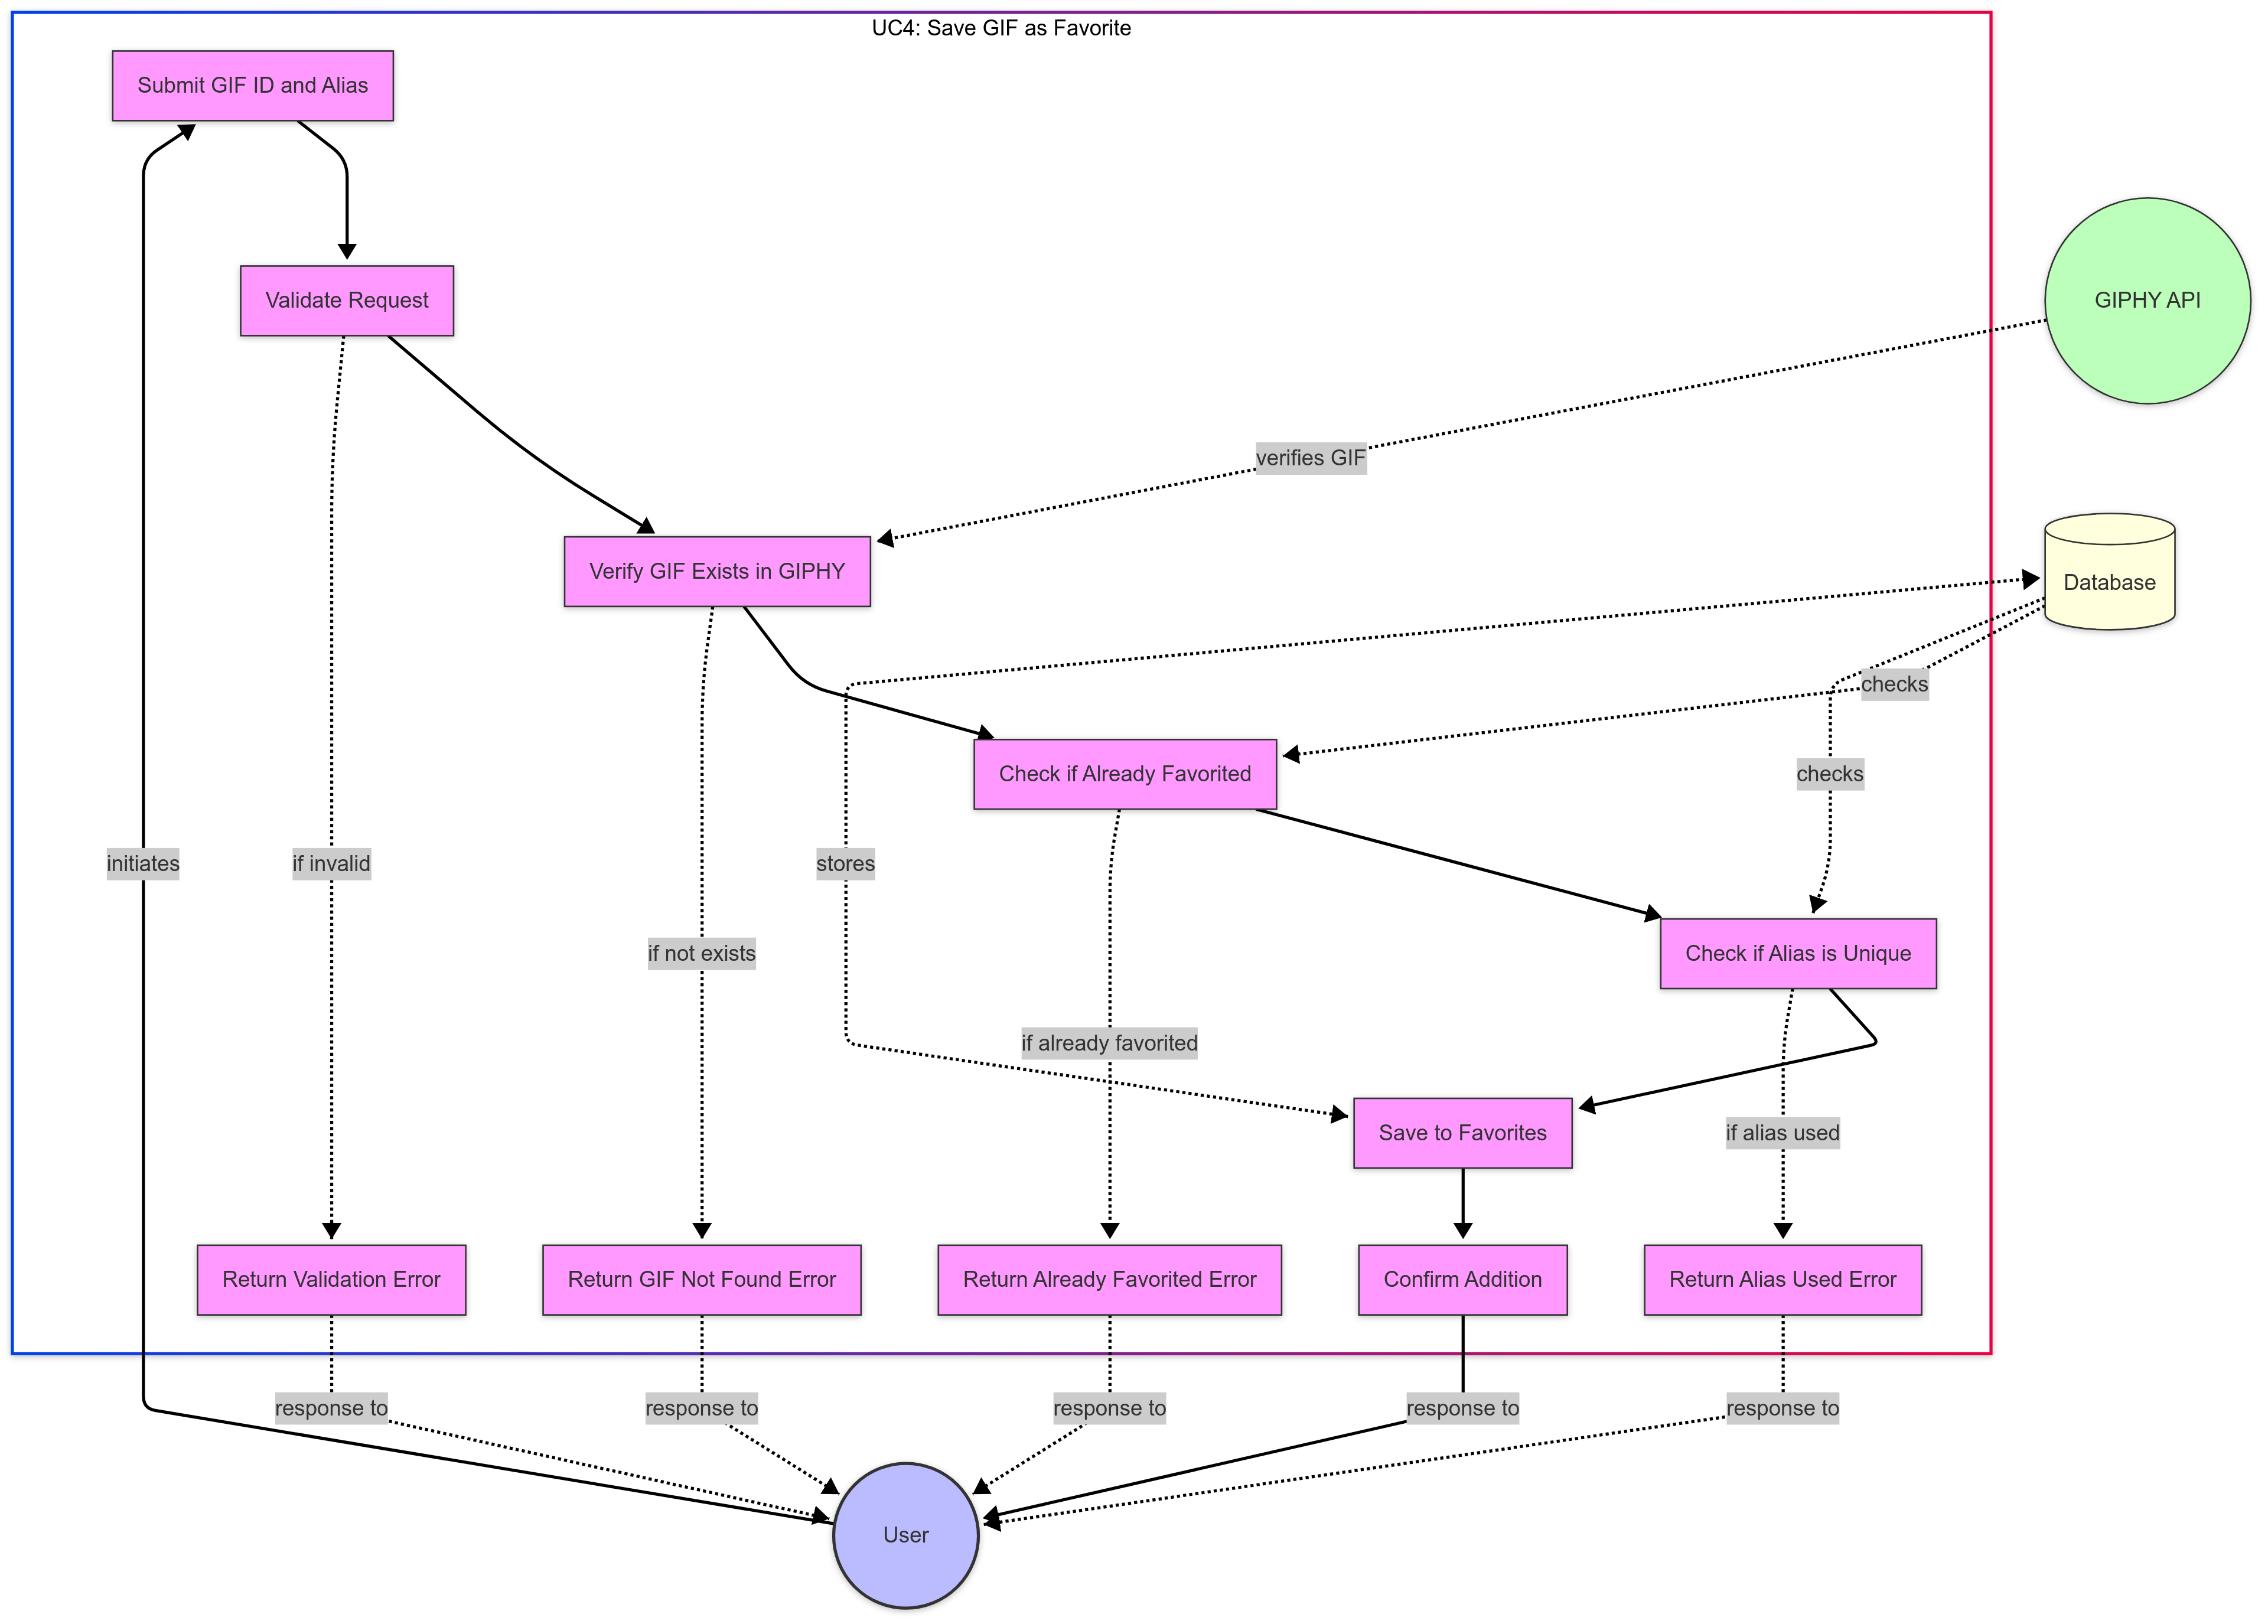 UC4: Save GIF as Favorite
Submit GIF ID and Alias
Validate Request
GIPHY API
verifies GIF
Verify GIF Exists in GIPHY
Database
checks
Check if Already Favorited
checks
initiates
if invalid
stores
if not exists
Check if Alias is Unique
if already favorited
Save to Favorites
if alias used
Return Validation Error
Return GIF Not Found Error
Return Already Favorited Error
Confirm Addition
Return Alias Used Error
response to
response to
response to
response to
response to
User